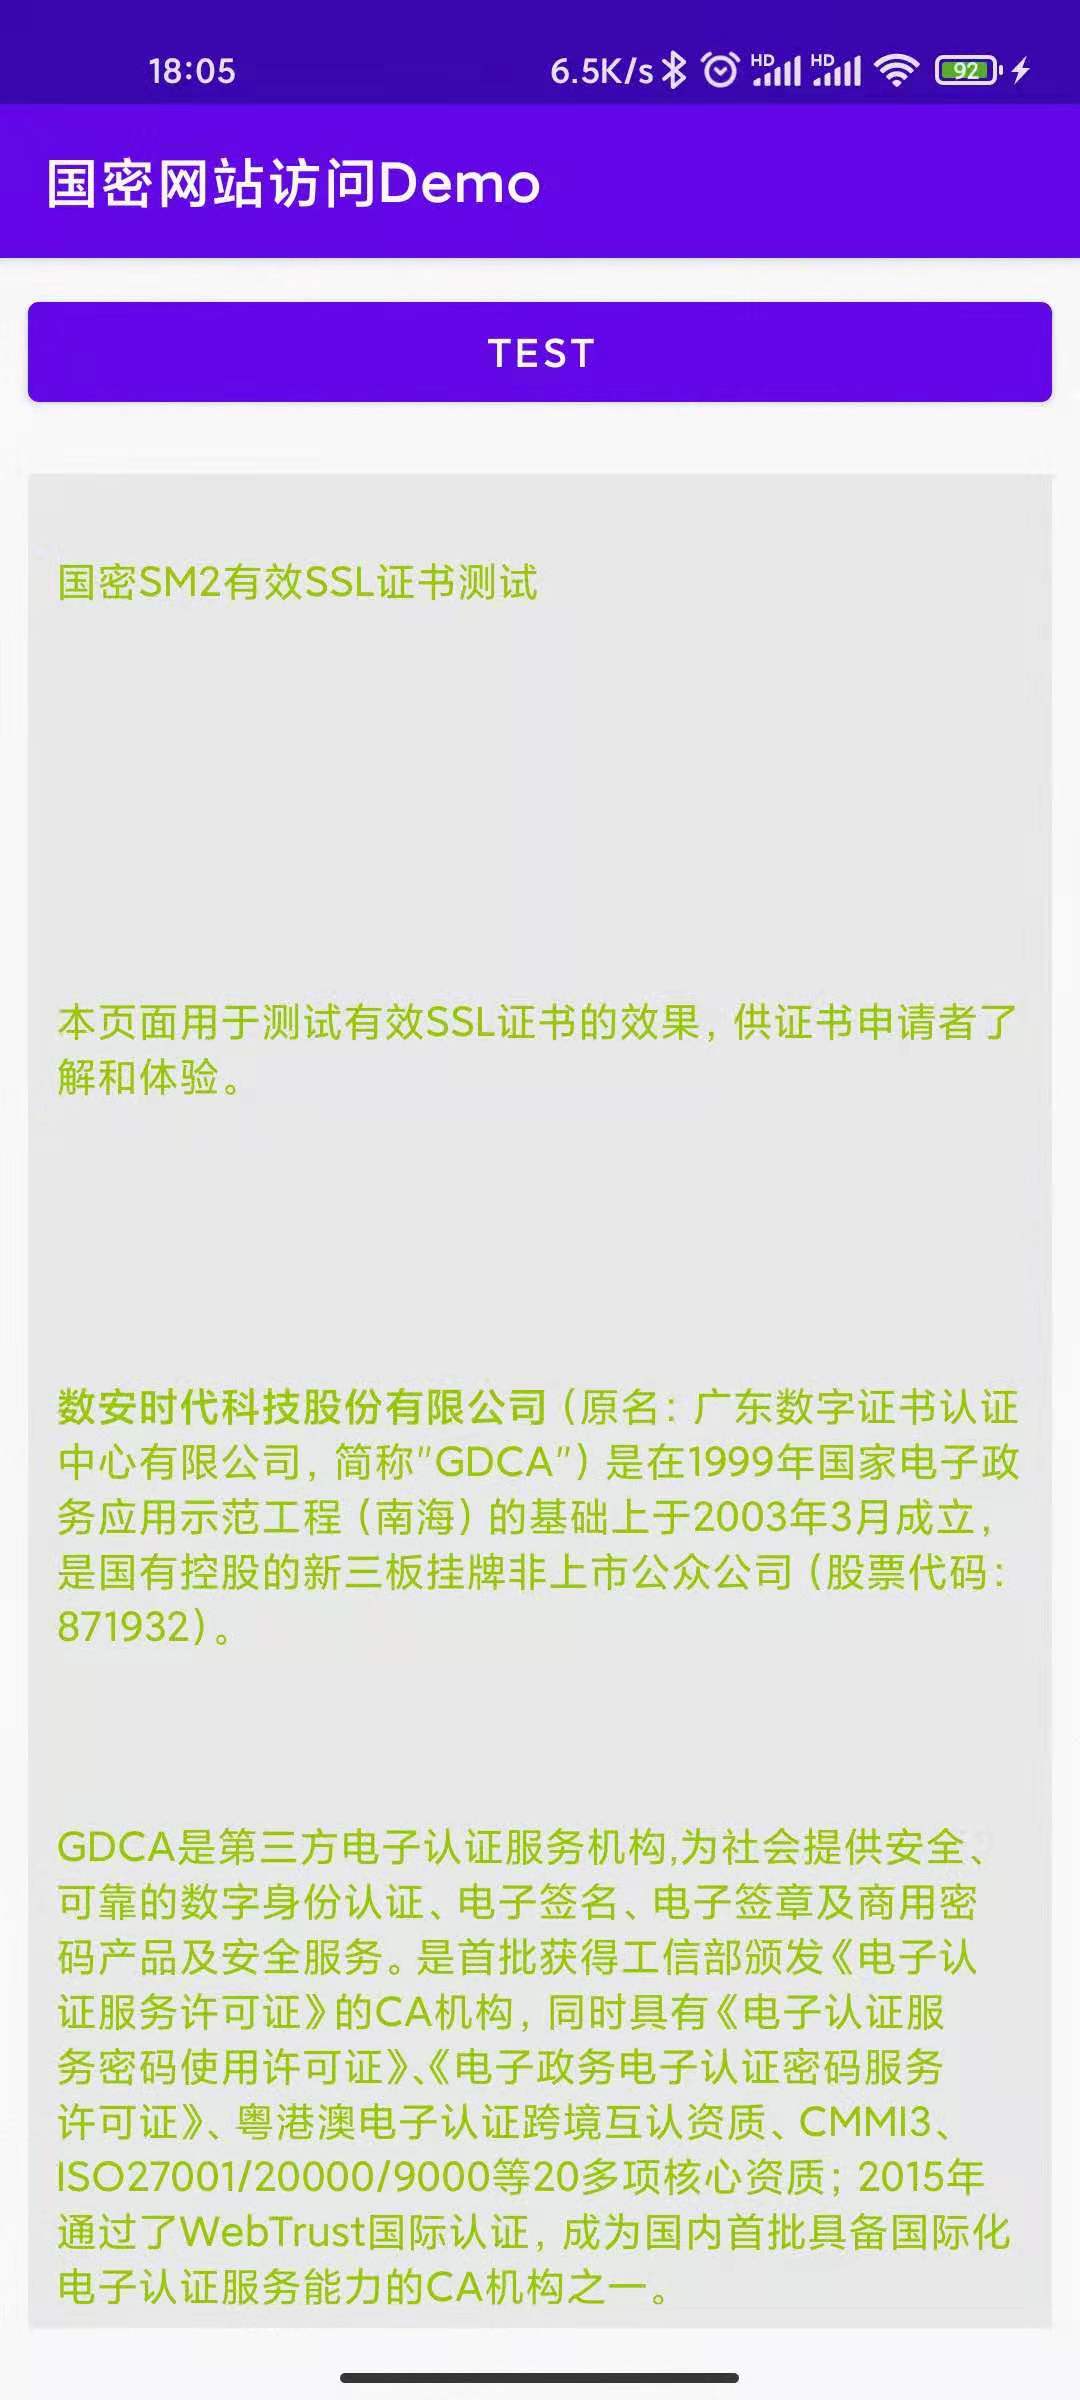 18:05
6.5K/s HD HD 92
国密网站访问Demo
TEST
国密SM2有效SSL证书测试
本页面用于测试有效SSL证书的效果，供证书申请者了
解和体验。
数安时代科技股份有限公司（原名：广东数字证书认证
中心有限公司，简称"GDCA"）是在1999年国家电子政
务应用示范工程（南海）的基础上于2003年3月成立，
是国有控股的新三板挂牌非上市公众公司（股票代码：
871932）。
GDCA是第三方电子认证服务机构,为社会提供安全、
可靠的数字身份认证、电子签名、电子签章及商用密
码产品及安全服务。是首批获得工信部颁发《电子认
证服务许可证》的CA机构，同时具有《电子认证服
务密码使用许可证》、《电子政务电子认证密码服务
许可证》、粤港澳电子认证跨境互认资质、CMMI3、
ISO27001/20000/9000等20多项核心资质；2015年
通过了WebTrust国际认证，成为国内首批具备国际化
电子认证服务能力的CA机构之一。